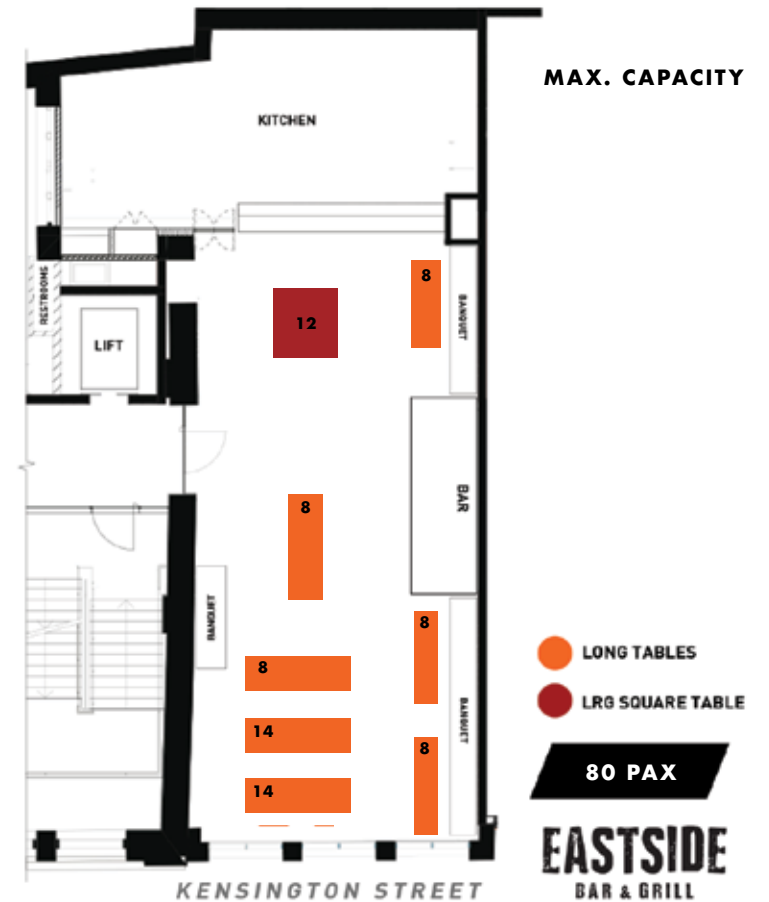 MAX. CAPACITY
KITCHEN
RESTROOMS
LIFT
12
8
BANQUET
BAR
8
BANQUET
8
8
14
14
8
8
BANQUET
LONG TABLES
LRG SQUARE TABLE
80 PAX
EASTSIDE
BAR & GRILL
KENSINGTON STREET